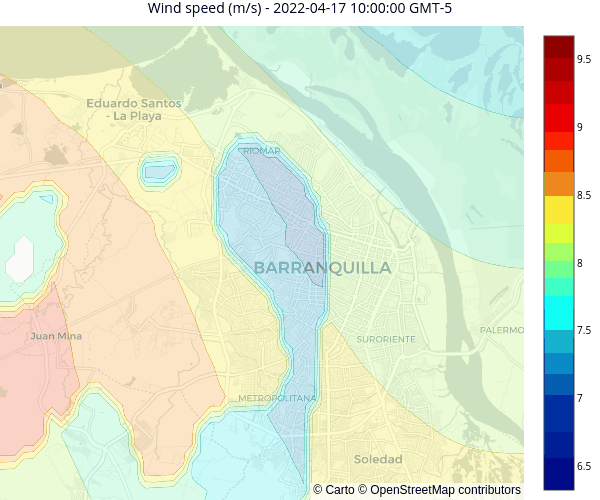 Wind speed (m/s) - 2022-04-17 10:00:00 GMT-5
9.5
Eduardo Santos
- La Playa
9
RIOMAR
8.5
8
BARRANQUILLA
7.5
PALERMO
Juan Mina
SURORIENTE
7
METROPOLITANA
Soledad
6.5
© Carto © OpenStreetMap contributors